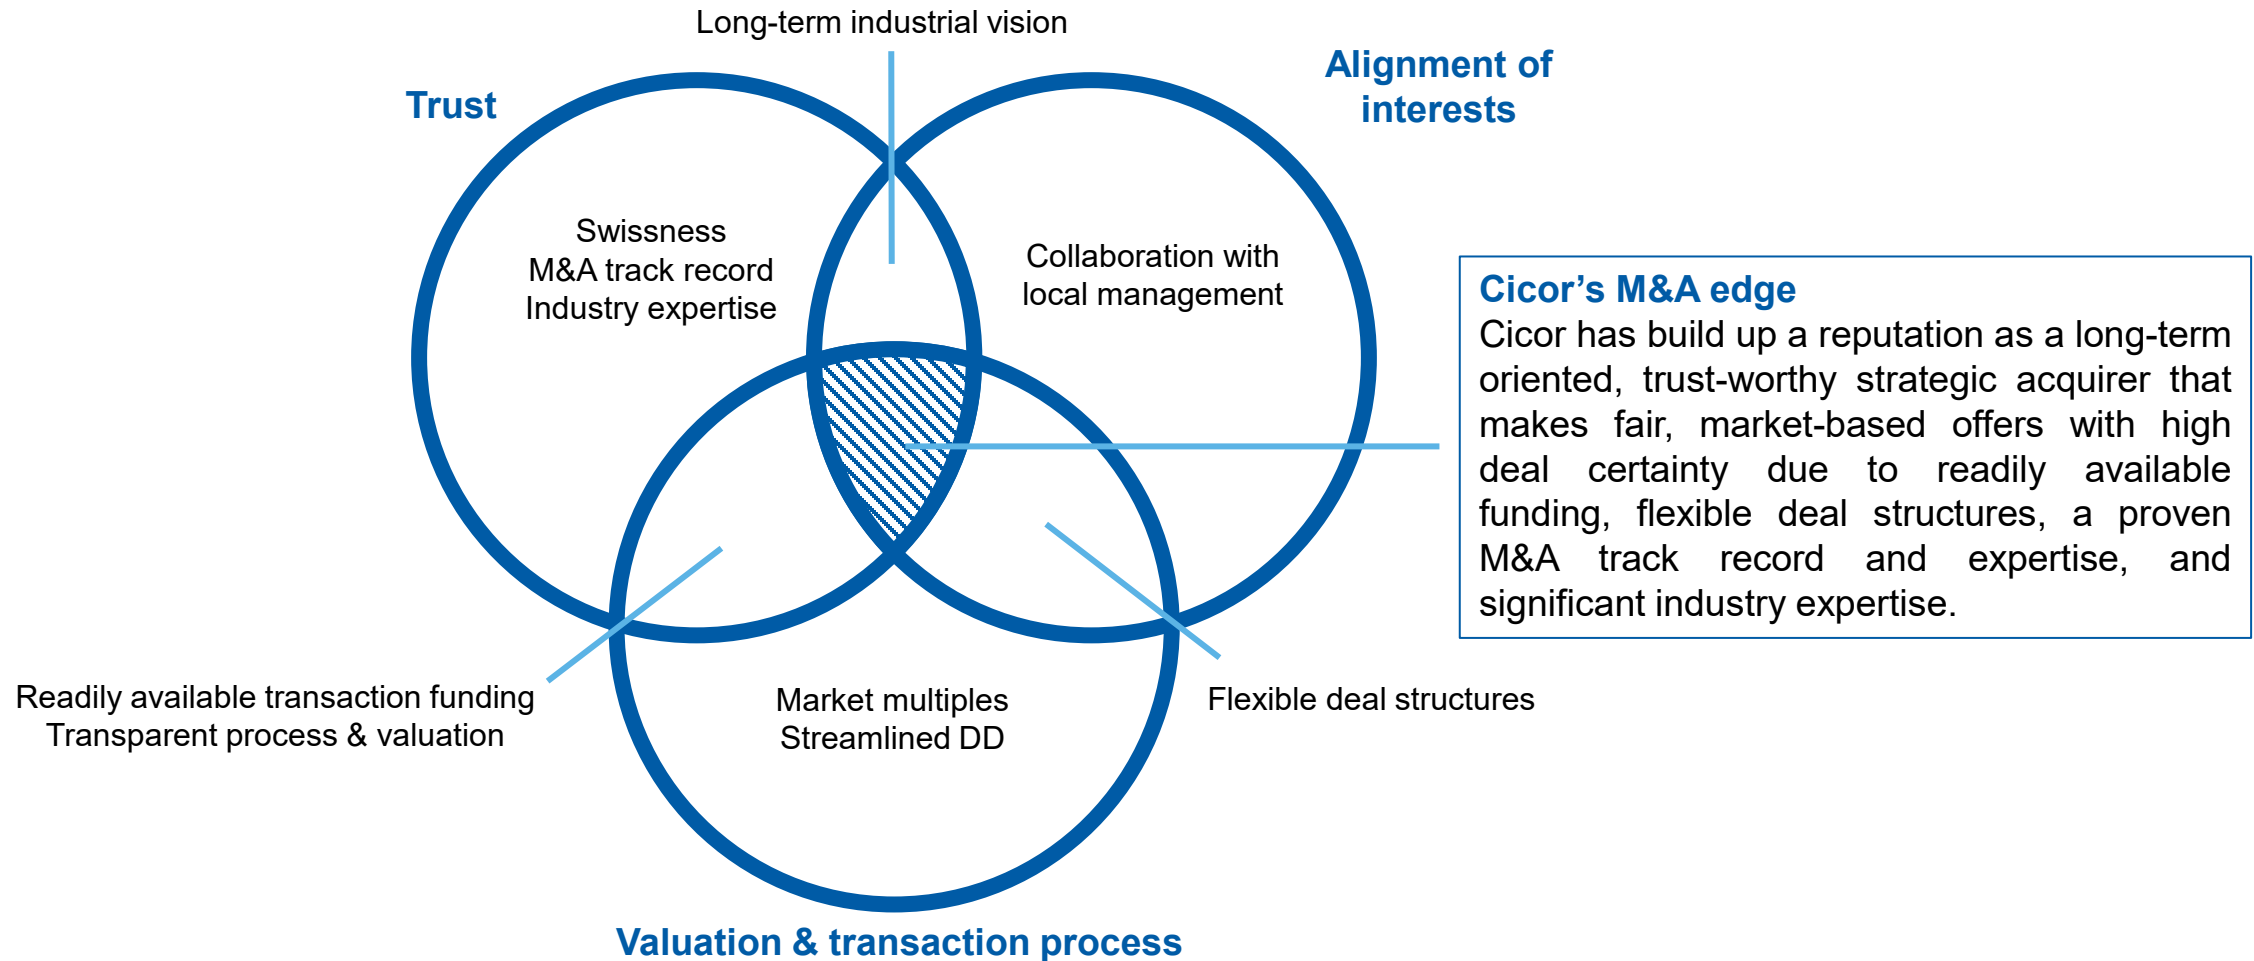 Long-term industrial vision
Trust
Alignment of
interests
Swissness
M&A track record
Industry expertise
Collaboration with
local management
Cicor’s M&A edge
Cicor has build up a reputation as a long-term
oriented, trust-worthy strategic acquirer that
makes fair, market-based offers with high
deal certainty due to readily available
funding, flexible deal structures, a proven
M&A track record and expertise, and
significant industry expertise.
Readily available transaction funding
Transparent process & valuation
Market multiples
Streamlined DD
Flexible deal structures
Valuation & transaction process